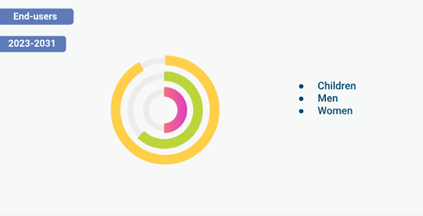 End-users
2023-2031
● Children
● Men
● Women